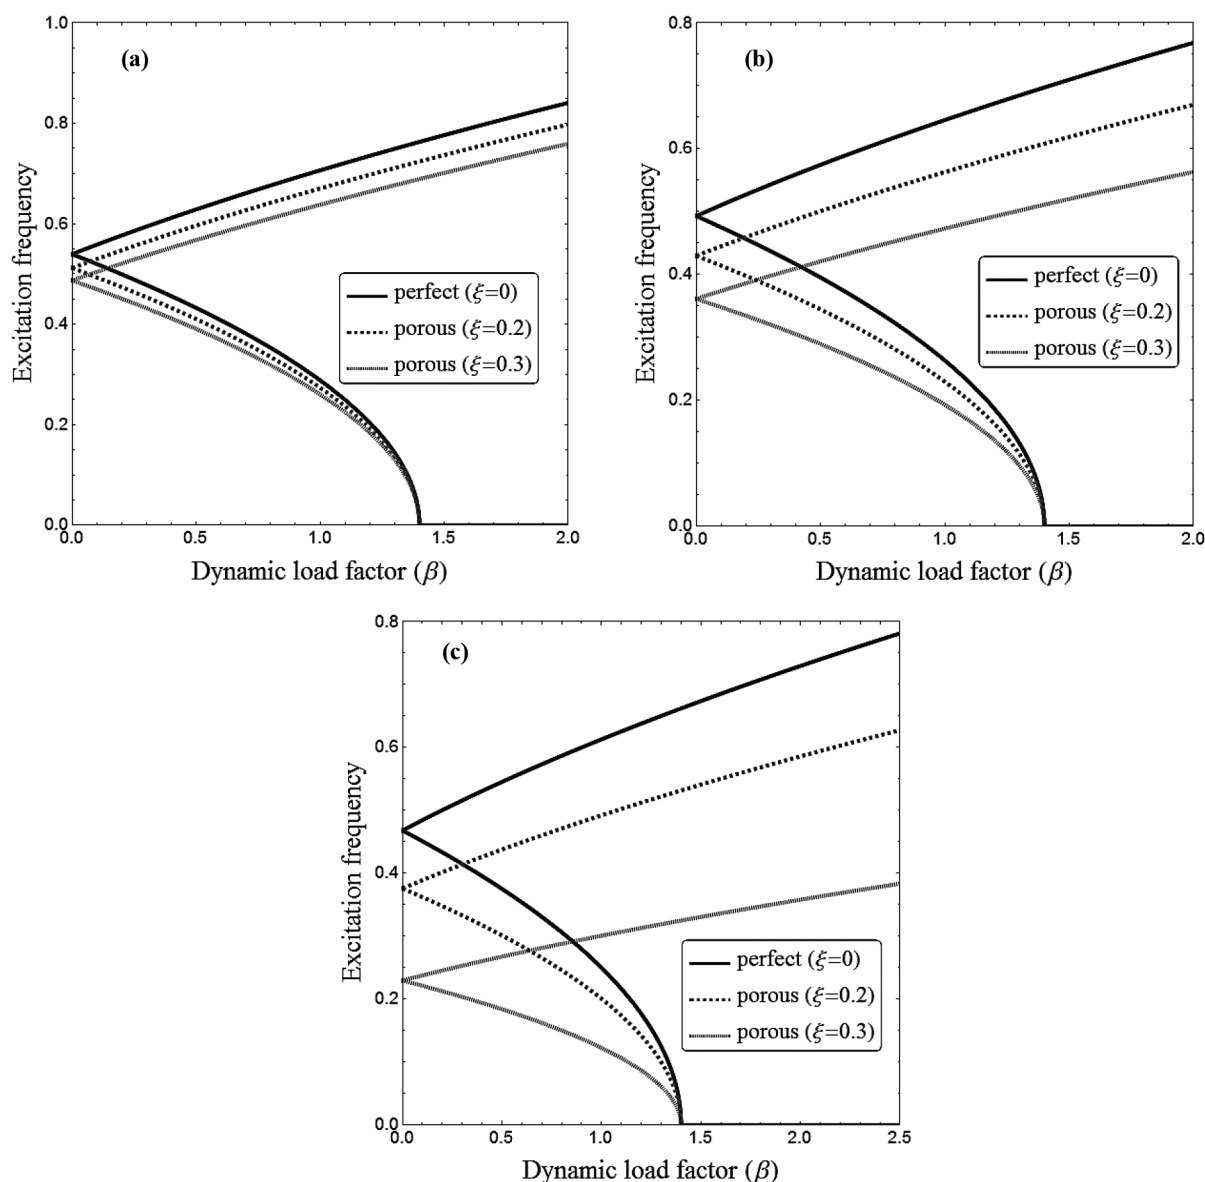 (a)
1.0
0.8
0.6
0.4
0.2
0.0
Excitation frequency
perfect (ξ=0)
porous (ξ=0.2)
porous (ξ=0.3)
0.0 0.5 1.0 1.5 2.0
Dynamic load factor (β)
(b)
0.8
0.6
0.4
0.2
0.0
Excitation frequency
perfect (ξ=0)
porous (ξ=0.2)
porous (ξ=0.3)
0.0 0.5 1.0 1.5 2.0
Dynamic load factor (β)
(c)
0.8
0.6
0.4
0.2
0.0
Excitation frequency
perfect (ξ=0)
porous (ξ=0.2)
porous (ξ=0.3)
0.0 0.5 1.0 1.5 2.0 2.5
Dynamic load factor (β)